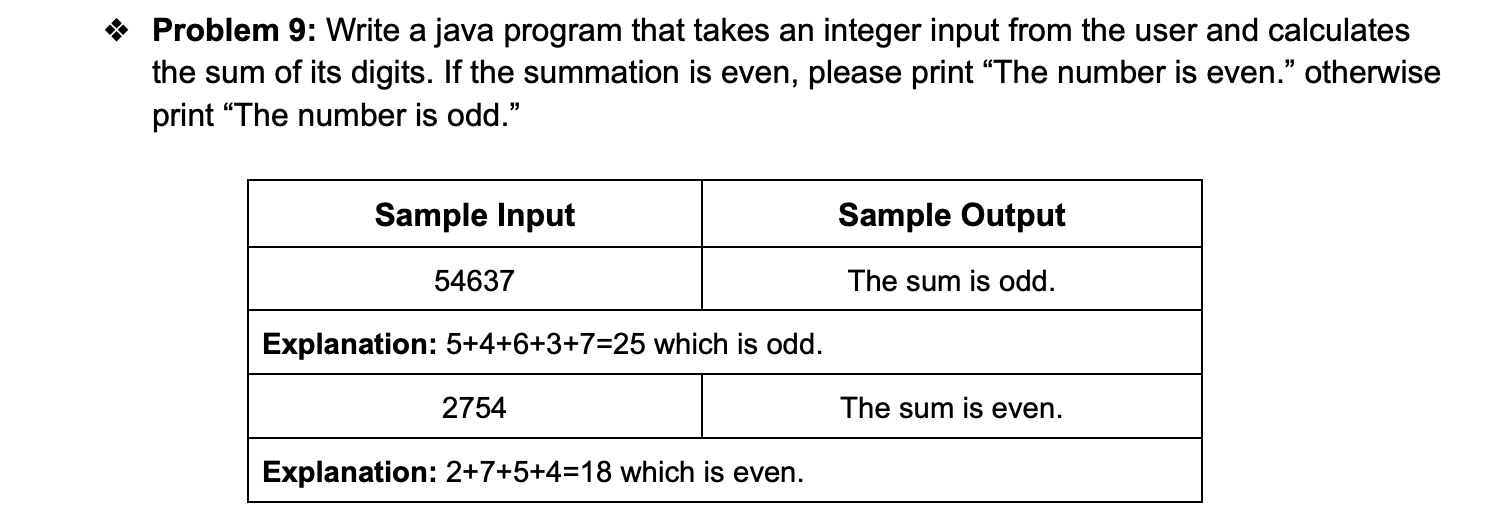 ❖ Problem 9: Write a java program that takes an integer input from the user and calculates
the sum of its digits. If the summation is even, please print “The number is even.” otherwise
print “The number is odd.”
Sample Input Sample Output
54637 The sum is odd.
Explanation: 5+4+6+3+7=25 which is odd.
2754 The sum is even.
Explanation: 2+7+5+4=18 which is even.